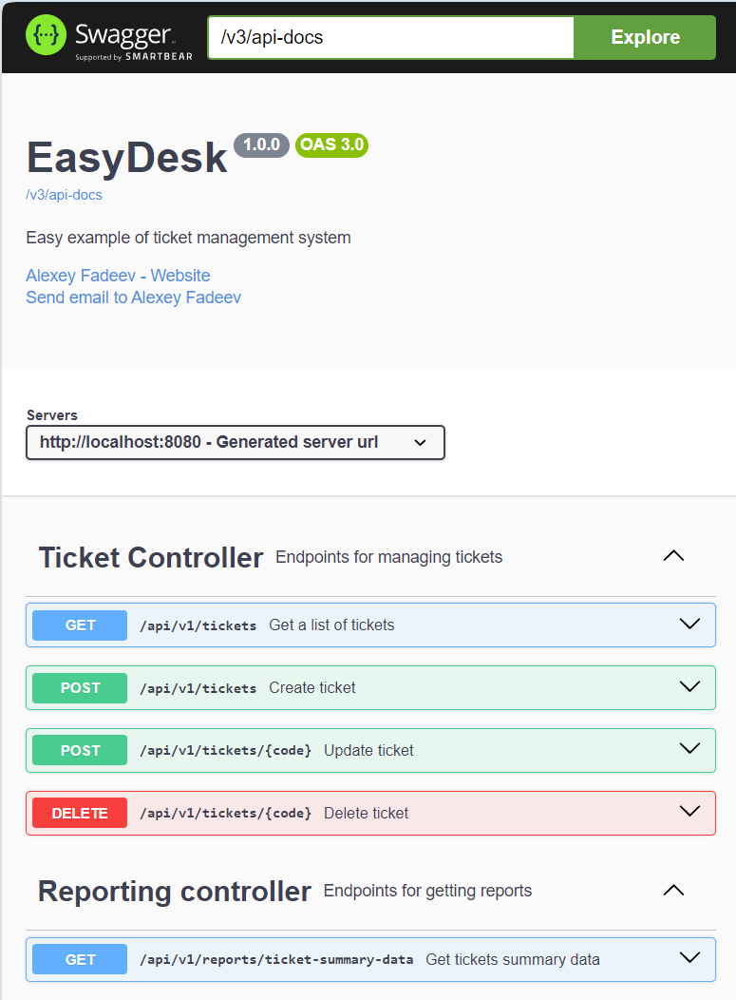 Swagger
Supported by SMARTBEAR
/v3/api-docs
Explore
EasyDesk 1.0.0 OAS 3.0
/v3/api-docs
Easy example of ticket management system
Alexey Fadeev - Website
Send email to Alexey Fadeev
Servers
http://localhost:8080 - Generated server url
Ticket Controller Endpoints for managing tickets
GET /api/v1/tickets Get a list of tickets
POST /api/v1/tickets Create ticket
POST /api/v1/tickets/{code} Update ticket
DELETE /api/v1/tickets/{code} Delete ticket
Reporting controller Endpoints for getting reports
GET /api/v1/reports/ticket-summary-data Get tickets summary data